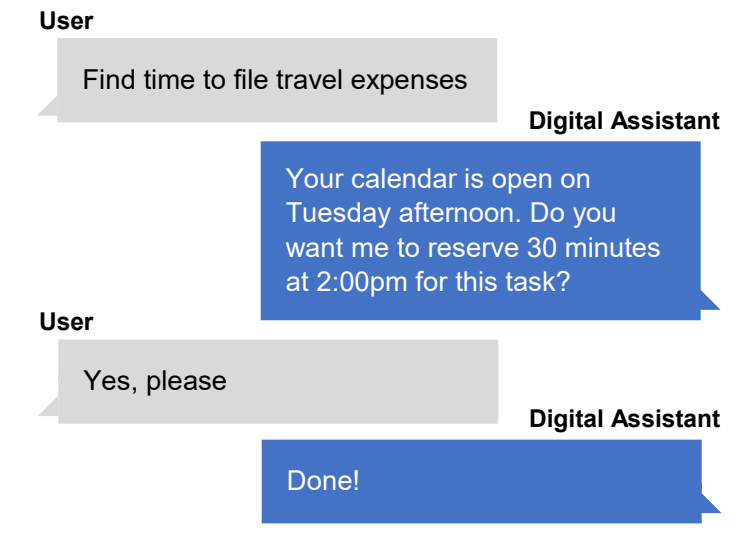 User
Find time to file travel expenses
Digital Assistant
Your calendar is open on
Tuesday afternoon. Do you
want me to reserve 30 minutes
at 2:00pm for this task?
User
Yes, please
Digital Assistant
Done!